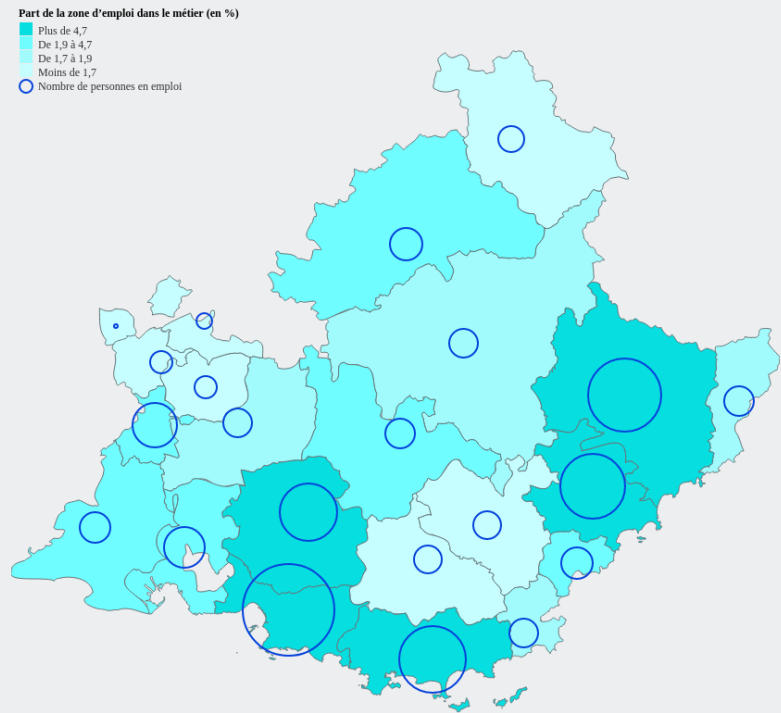 Part de la zone d’emploi dans le métier (en %)
Plus de 4,7
De 1,9 à 4,7
De 1,7 à 1,9
Moins de 1,7
Nombre de personnes en emploi